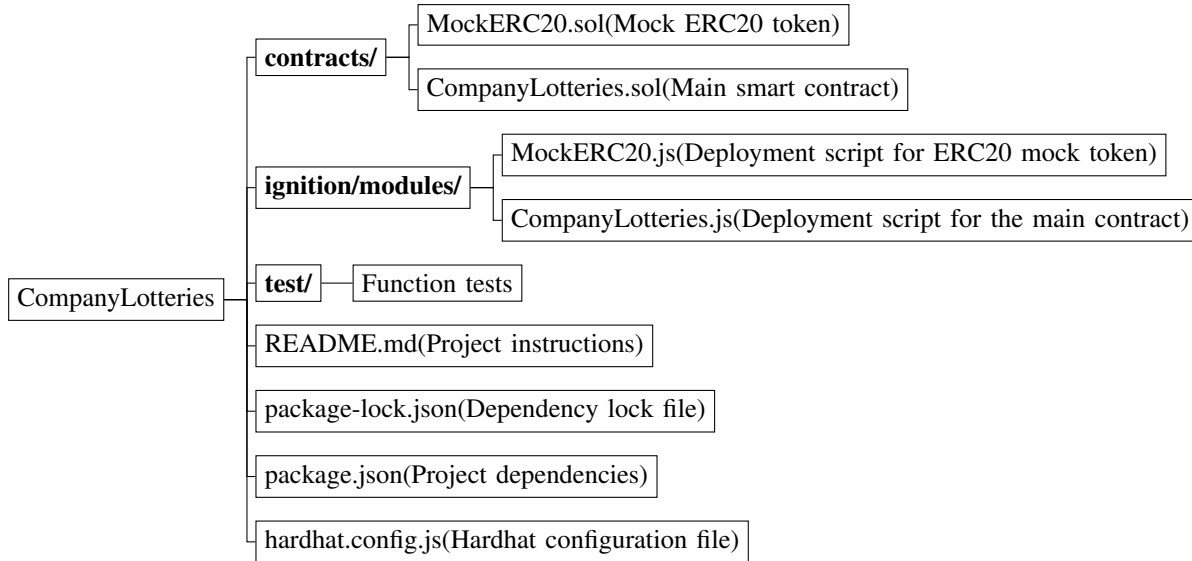 MockERC20.sol(Mock ERC20 token)
contracts/
CompanyLotteries.sol(Main smart contract)
MockERC20.js(Deployment script for ERC20 mock token)
ignition/modules/
CompanyLotteries.js(Deployment script for the main contract)
test/
Function tests
CompanyLotteries
README.md(Project instructions)
package-lock.json(Dependency lock file)
package.json(Project dependencies)
hardhat.config.js(Hardhat configuration file)